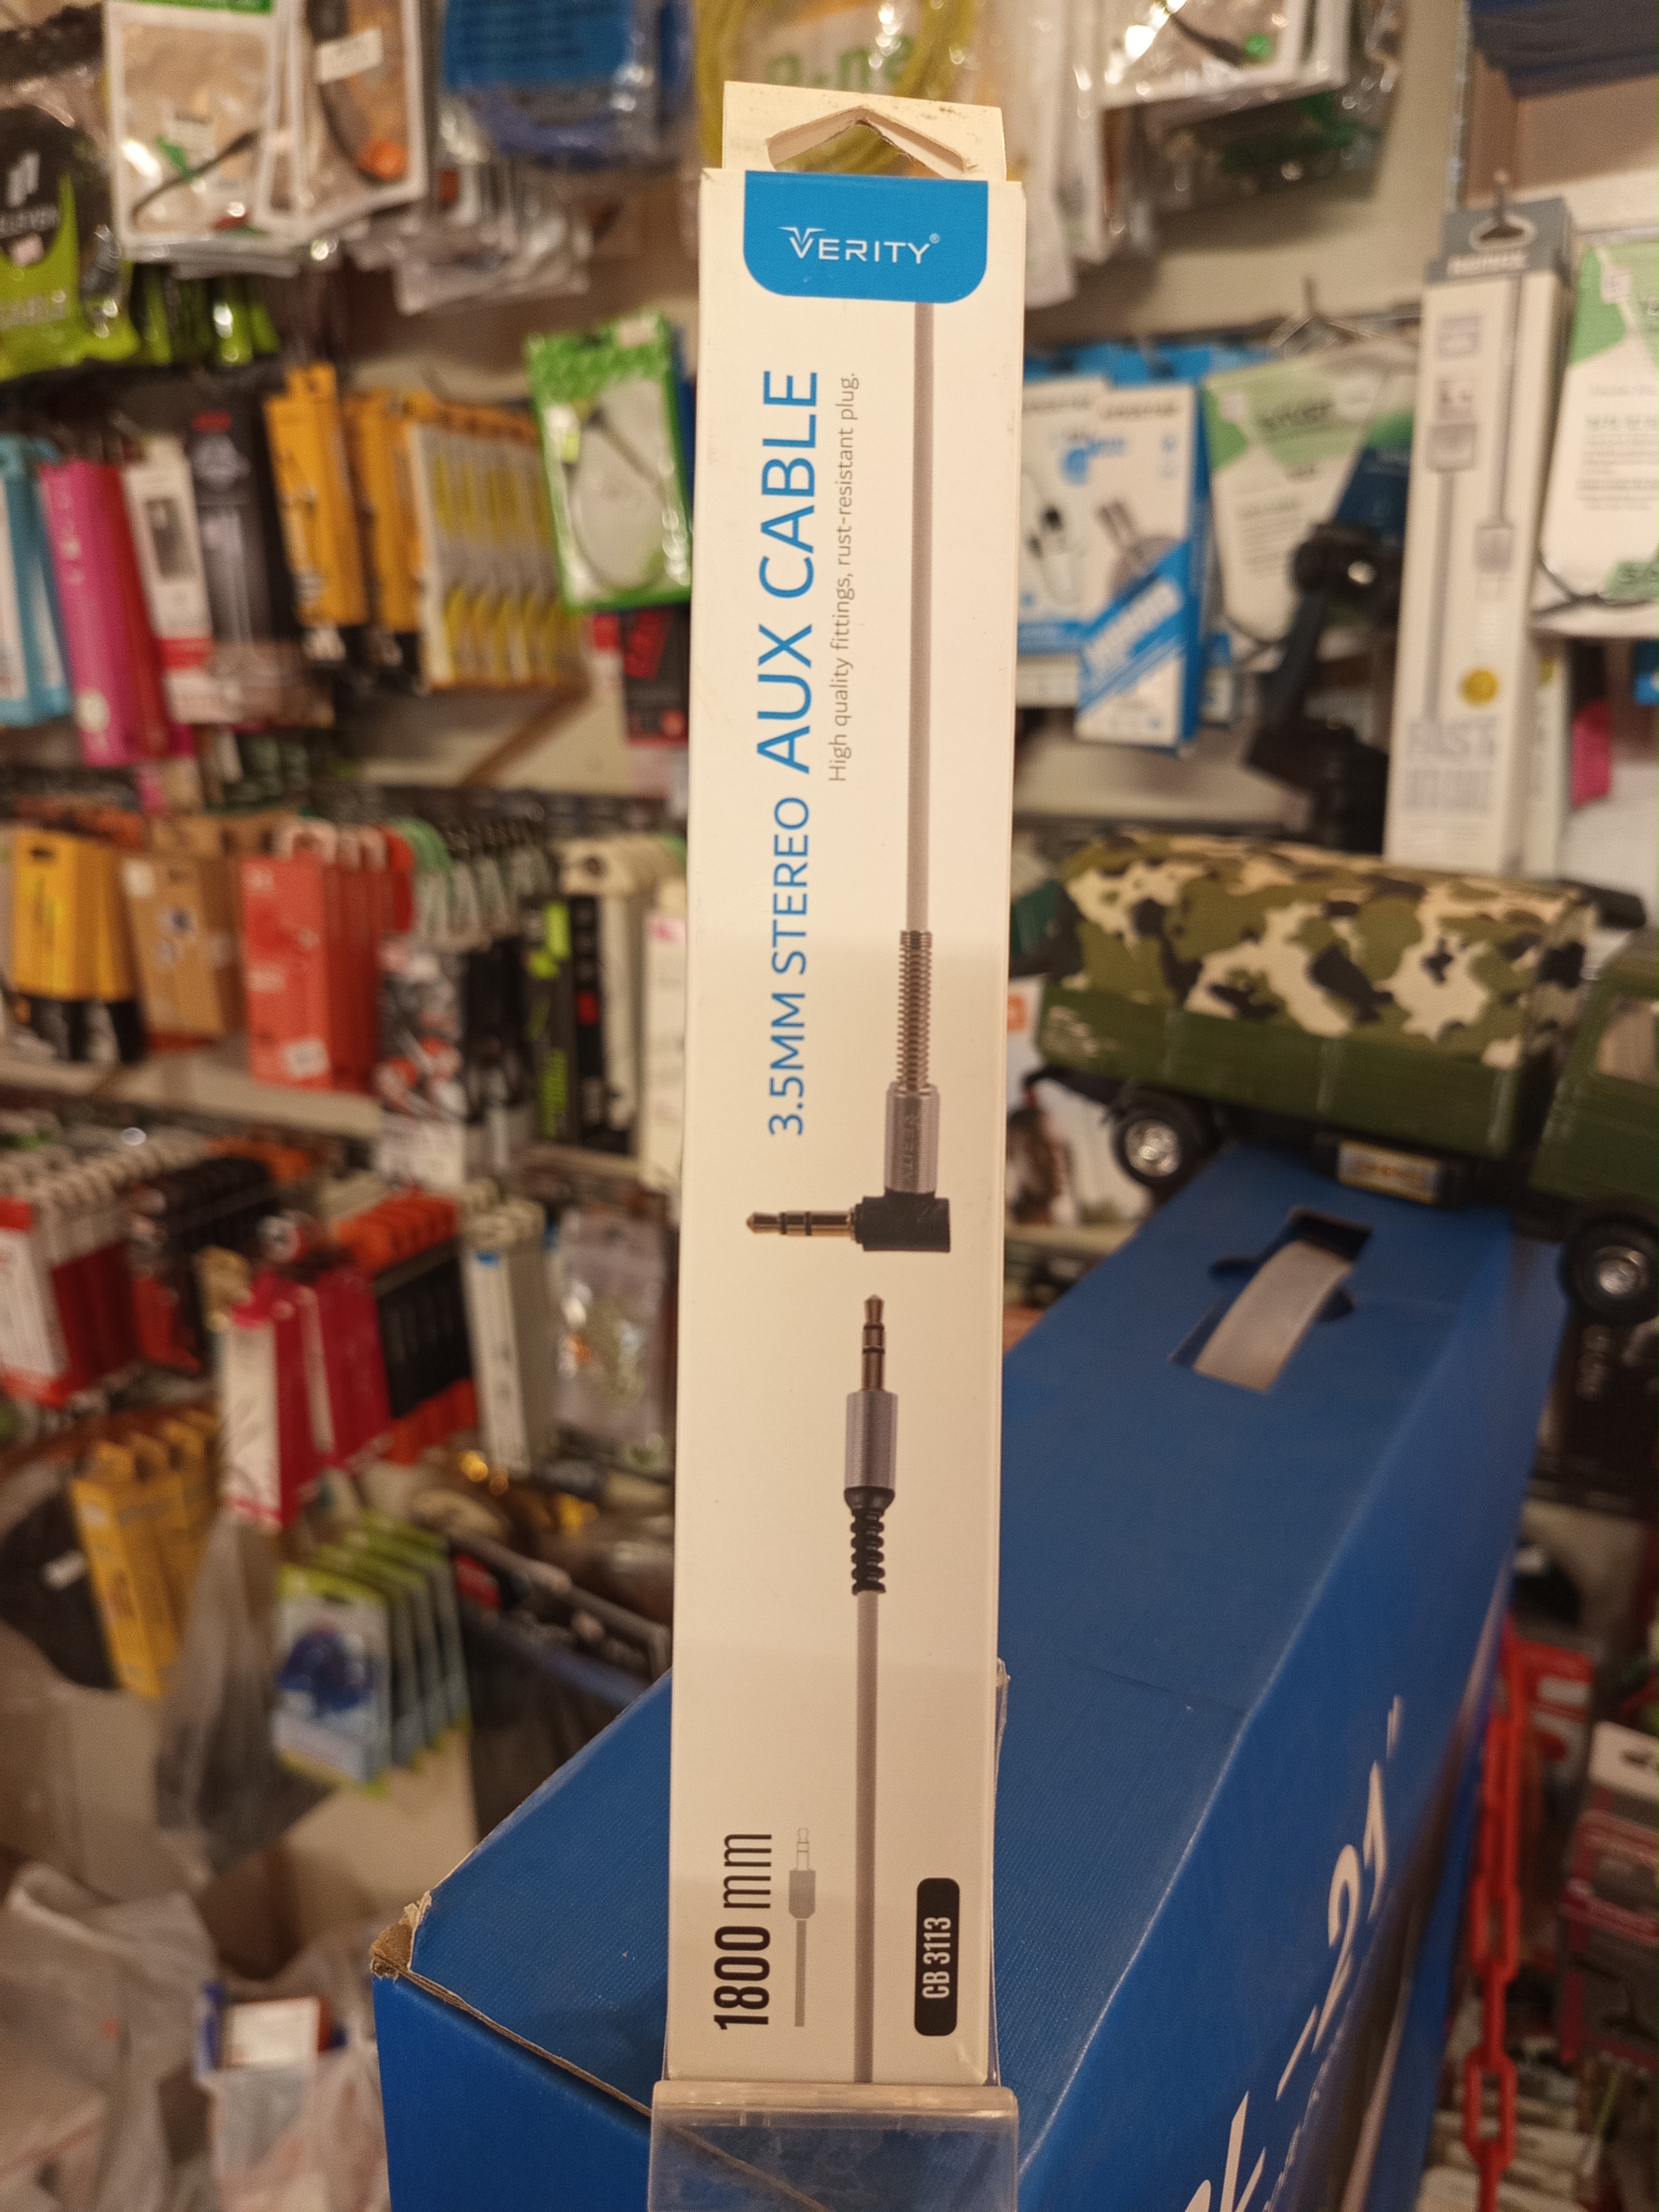 VERITY®
3.5MM STEREO AUX CABLE
High quality fittings, rust-resistant plug.
1800 mm
CB 3113